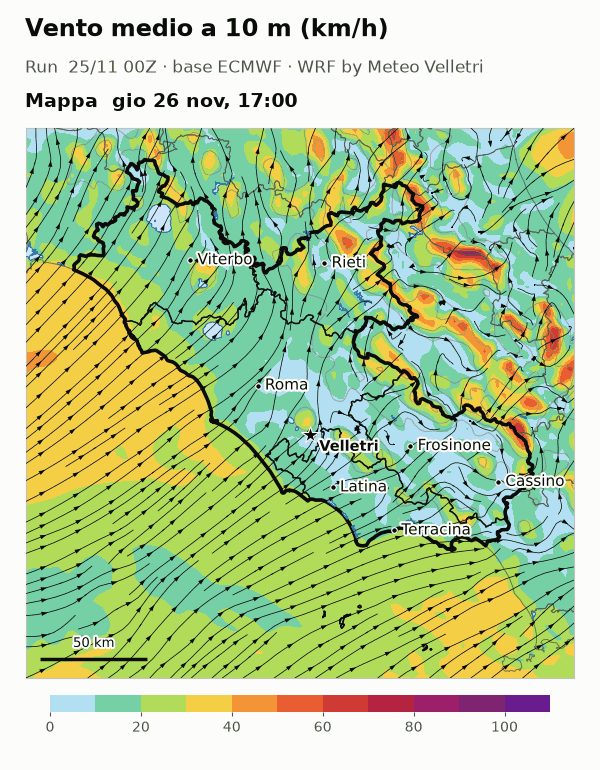 Vento medio a 10 m (km/h)
Run  25/11 00Z · base ECMWF · WRF by Meteo Velletri
Mappa  gio 26 nov, 17:00
Viterbo
Rieti
Roma
Velletri
Frosinone
Latina
Cassino
Terracina
50 km
0 20 40 60 80 100